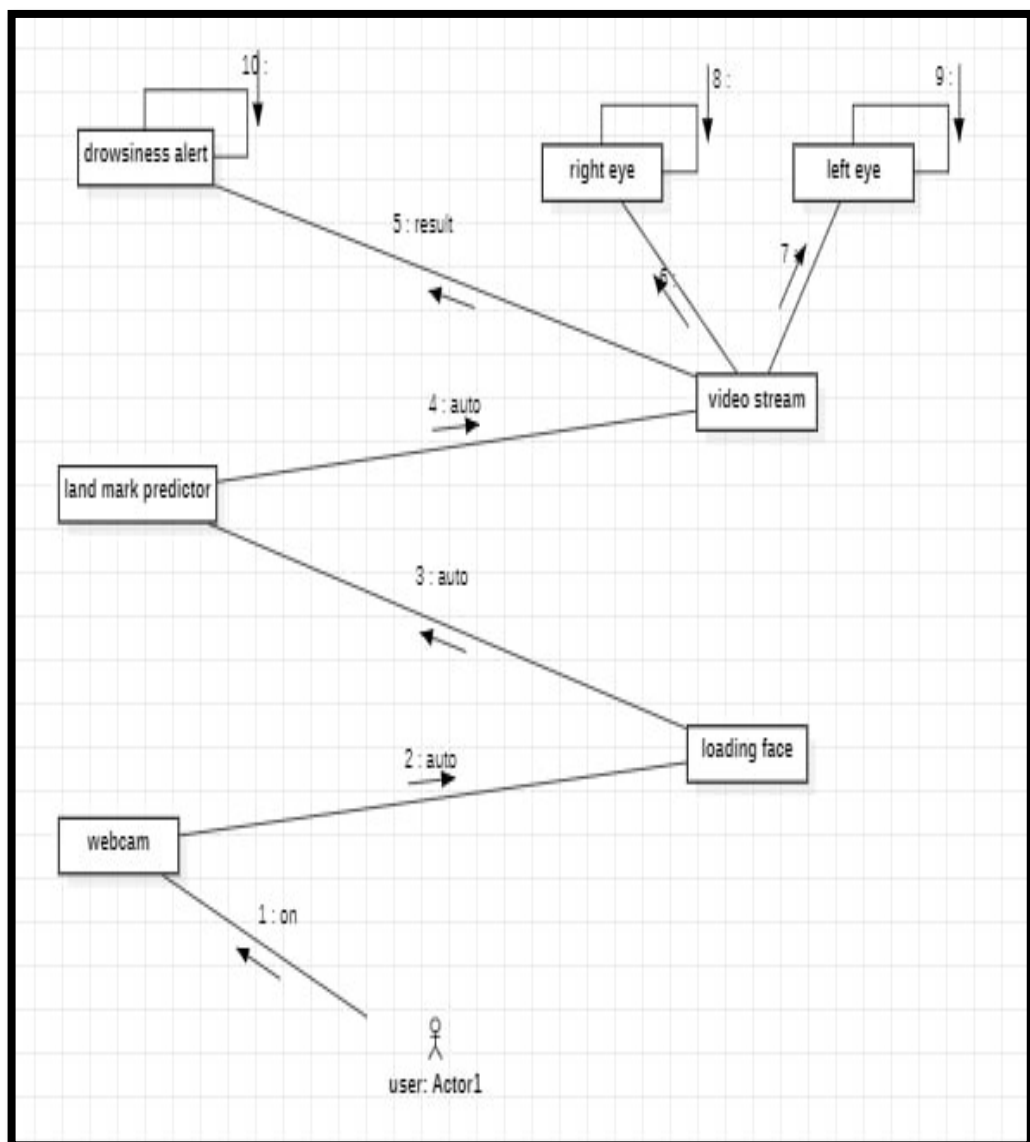 10 :
8 :
9 :
drowsiness alert
right eye
left eye
5 : result
7 :
6 :
video stream
4 : auto
land mark predictor
3 : auto
loading face
2 : auto
webcam
1 : on
user: Actor1